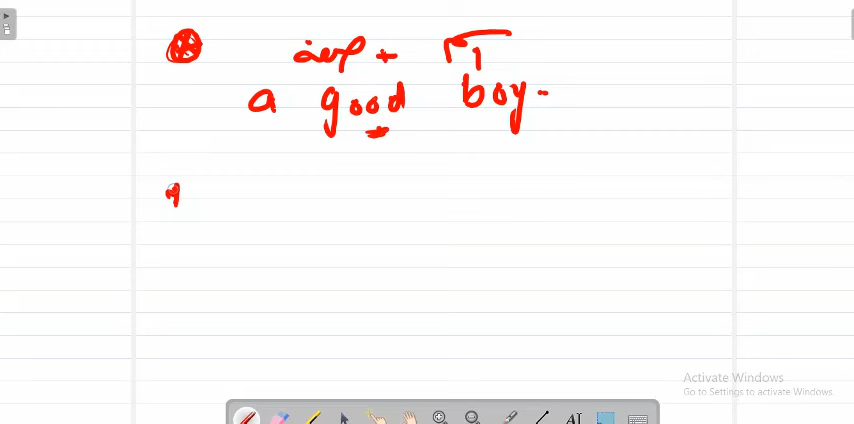 a good boy
Activate Windows
Go to Settings to activate Windows.